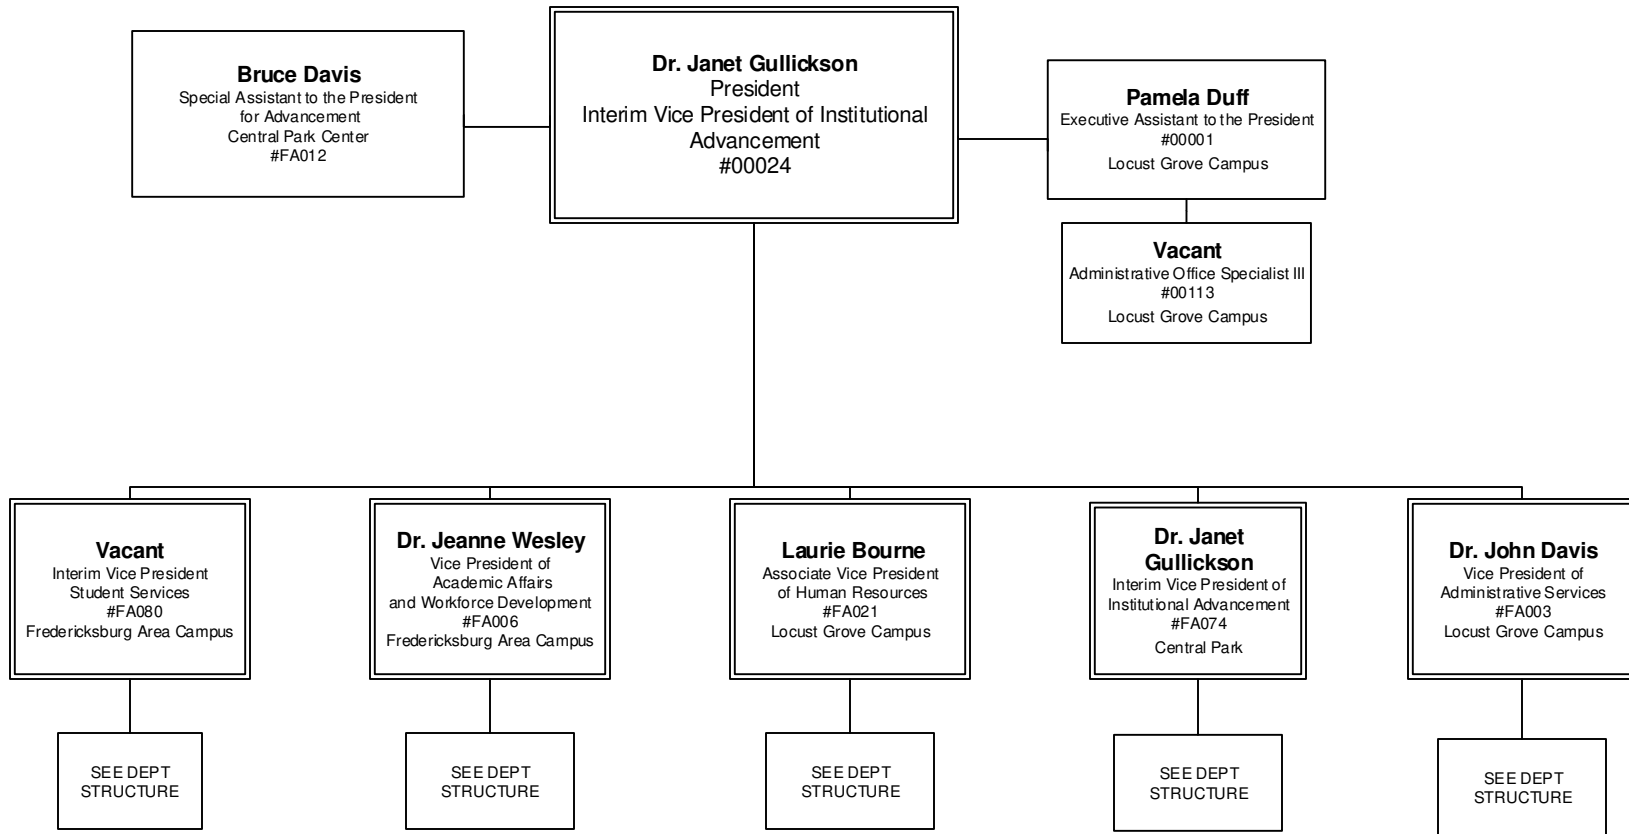 Bruce Davis
Special Assistant to the President
for Advancement
Central Park Center
#FA012
Dr. Janet Gullickson
President
Interim Vice President of Institutional
Advancement
#00024
Pamela Duff
Executive Assistant to the President
#00001
Locust Grove Campus
Vacant
Administrative Office Specialist III
#00113
Locust Grove Campus
Vacant
Interim Vice President
Student Services
#FA080
Fredericksburg Area Campus
Dr. Jeanne Wesley
Vice President of
Academic Affairs
and Workforce Development
#FA006
Fredericksburg Area Campus
Laurie Bourne
Associate Vice President
of Human Resources
#FA021
Locust Grove Campus
Dr. Janet
Gullickson
Interim Vice President of
Institutional Advancement
#FA074
Central Park
Dr. John Davis
Vice President of
Administrative Services
#FA003
Locust Grove Campus
SEE DEPT
STRUCTURE
SEE DEPT
STRUCTURE
SEE DEPT
STRUCTURE
SEE DEPT
STRUCTURE
SEE DEPT
STRUCTURE